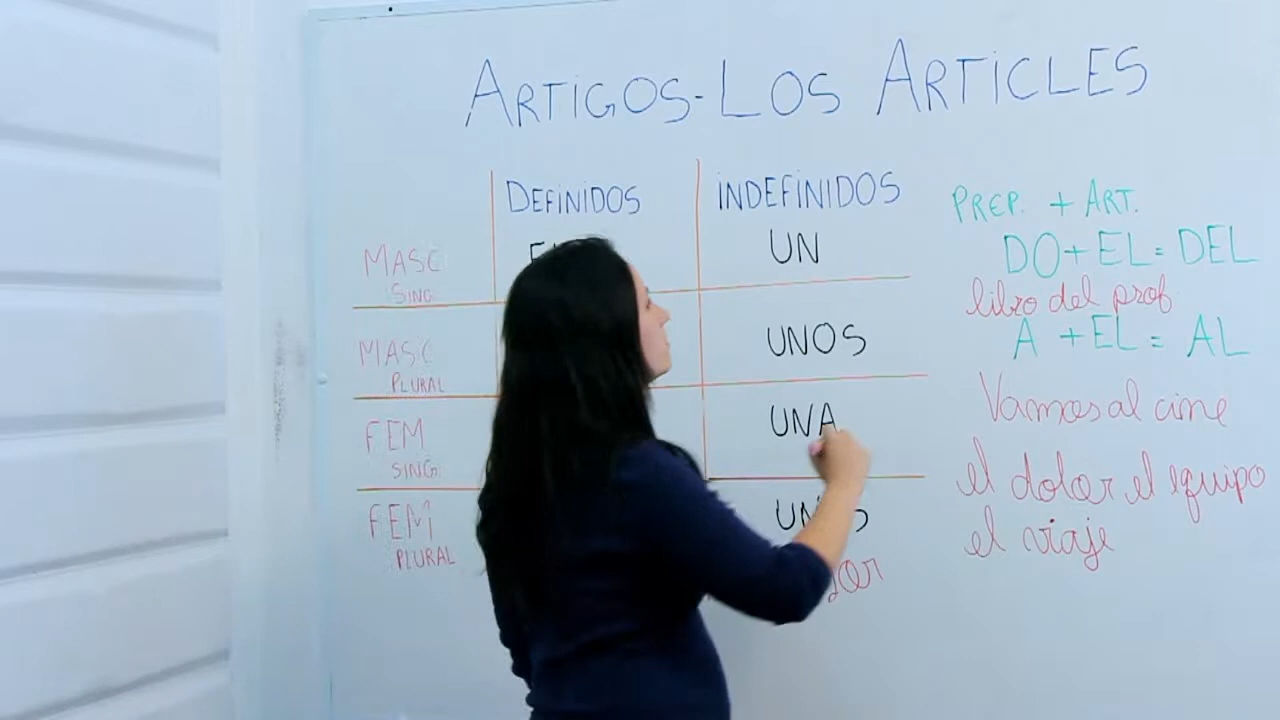 ARTIGOS - LOS ARTICLES
DEFINIDOS INDEFINIDOS
MASC SING UN
MASC PLURAL UNOS
FEM SING. UNA
FEM PLURAL
PREP. + ART.
DO + EL = DEL
libro del prof
A + EL = AL
Vamos al cine
el dolor el equipo
el viaje